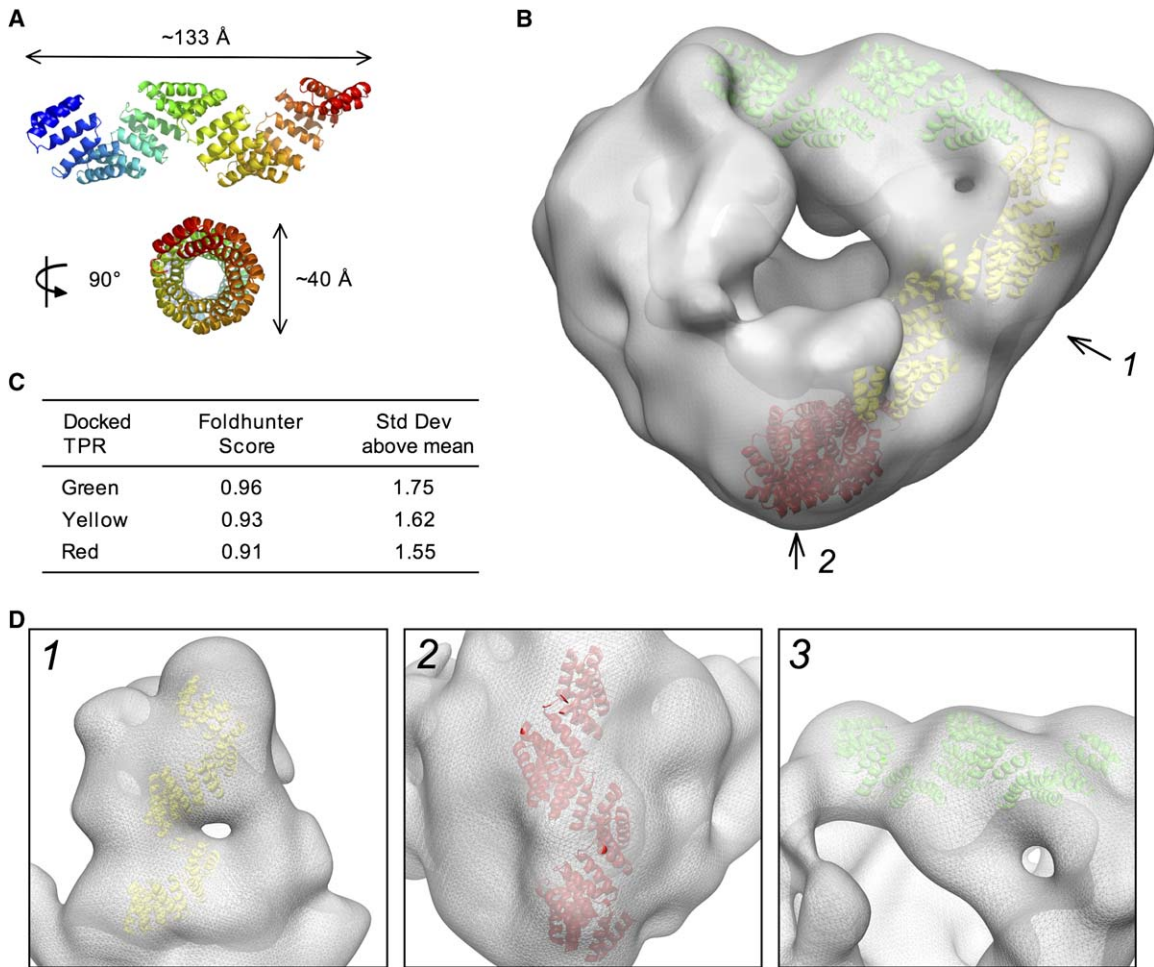 A
~133 Å
90°
~40 Å
B
1
2
C
Docked TPR Foldhunter Score Std Dev above mean
Green 0.96 1.75
Yellow 0.93 1.62
Red 0.91 1.55
D
1
2
3